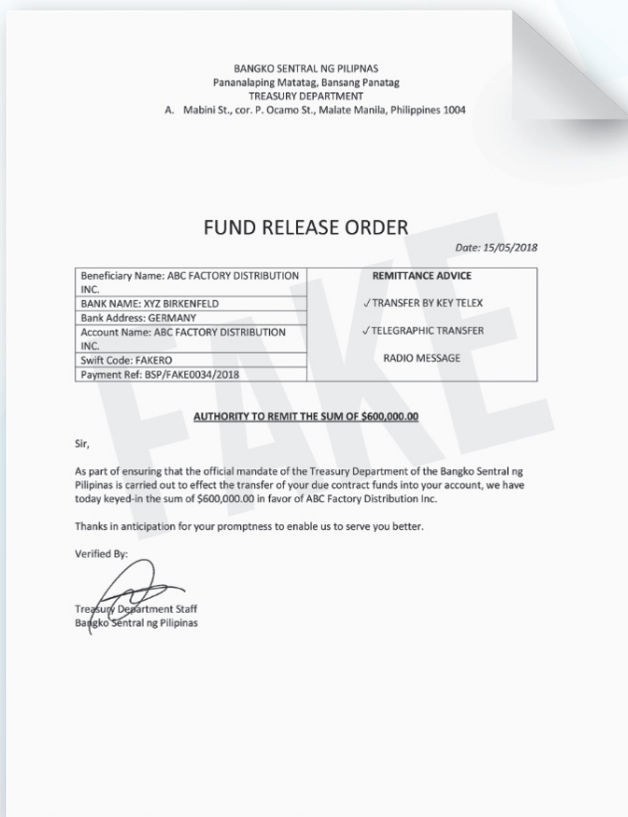 BANGKO SENTRAL NG PILIPNAS
Pananalaping Matatag, Bansang Panatag
TREASURY DEPARTMENT
A. Mabini St., cor. P. Ocamo St., Malate Manila, Philippines 1004
FUND RELEASE ORDER
Date: 15/05/2018
Beneficiary Name: ABC FACTORY DISTRIBUTION
INC.
BANK NAME: XYZ BIRKENFELD
Bank Address: GERMANY
Account Name: ABC FACTORY DISTRIBUTION
INC.
Swift Code: FAKERO
Payment Ref: BSP/FAKE0034/2018
REMITTANCE ADVICE
✓TRANSFER BY KEY TELEX
✓TELEGRAPHIC TRANSFER
RADIO MESSAGE
FAKE
AUTHORITY TO REMIT THE SUM OF $600,000.00
Sir,
As part of ensuring that the official mandate of the Treasury Department of the Bangko Sentral ng
Pilipinas is carried out to effect the transfer of your due contract funds into your account, we have
today keyed-in the sum of $600,000.00 in favor of ABC Factory Distribution Inc.
Thanks in anticipation for your promptness to enable us to serve you better.
Verified By:
Treasury Department Staff
Bangko Sentral ng Pilipinas